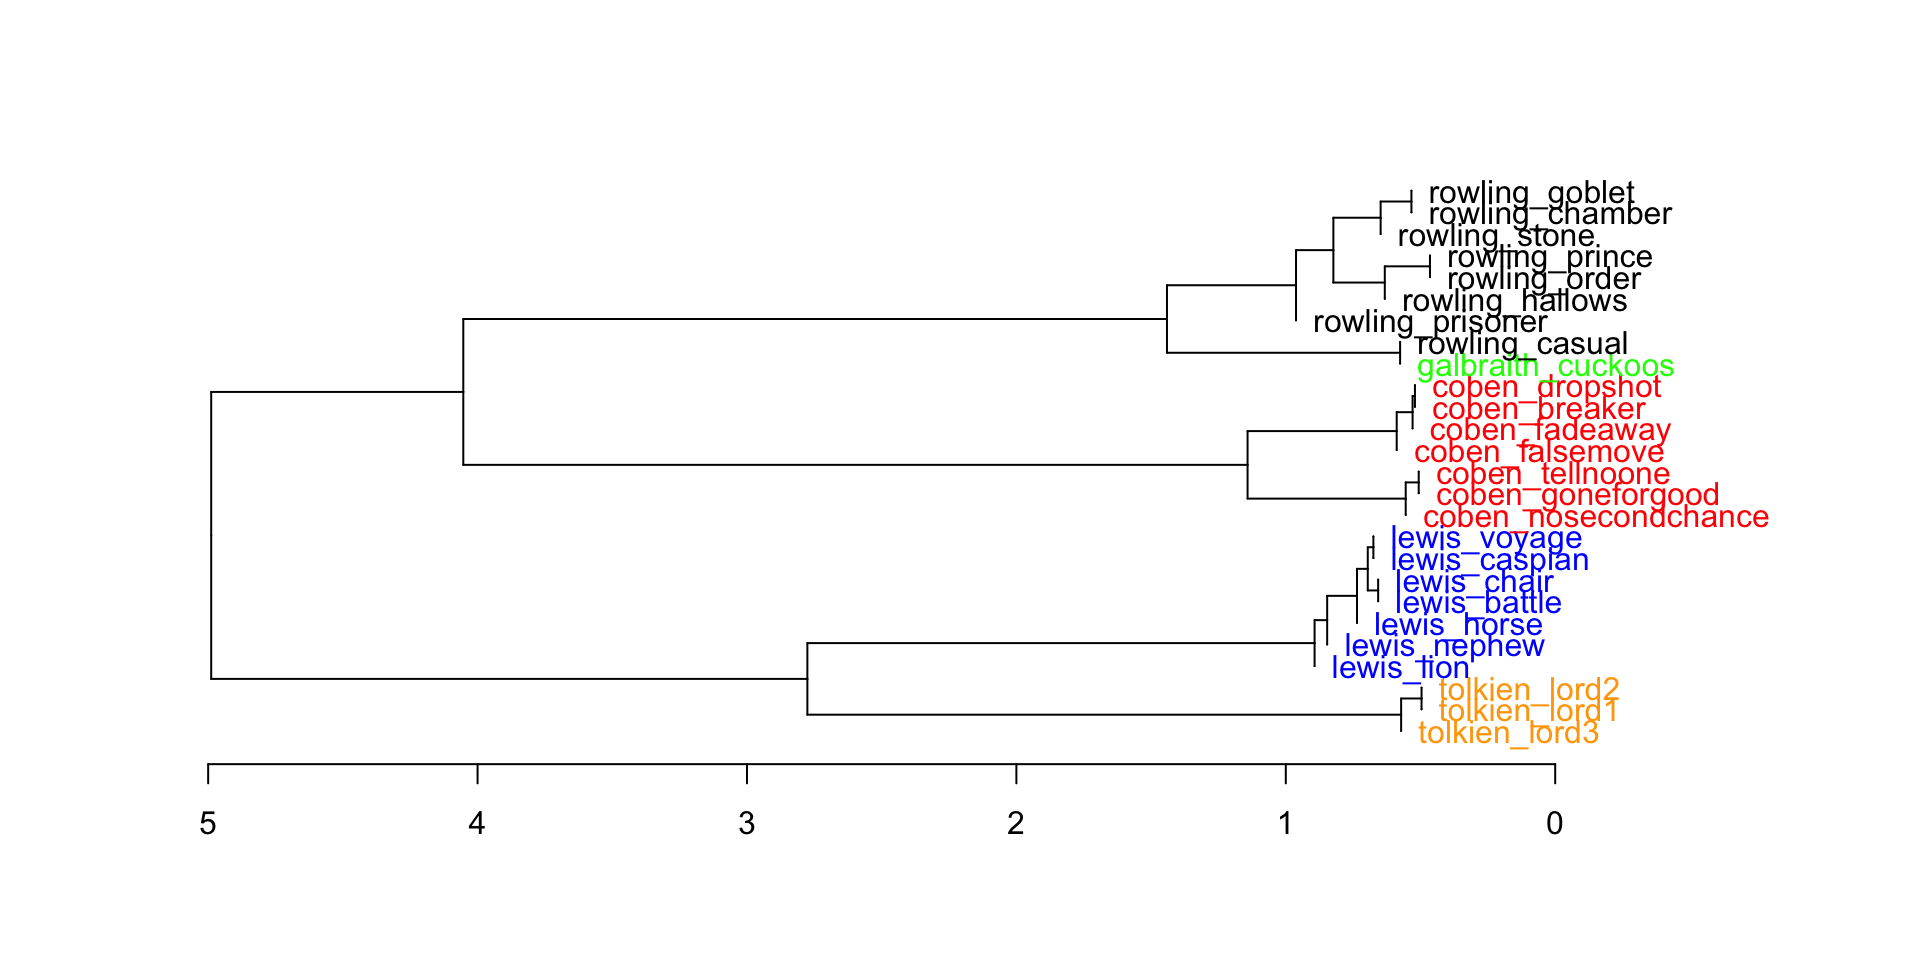 rowling_goblet
rowling_chamber
rowling_stone
rowling_prince
rowling_order
rowling_hallows
rowling_prisoner
rowling_casual
galbraith_cuckoos
coben_dropshot
coben_breaker
coben_fadeaway
coben_falsemove
coben_tellnoone
coben_goneforgood
coben_nosecondchance
lewis_voyage
lewis_caspian
lewis_chair
lewis_battle
lewis_horse
lewis_nephew
lewis_lion
tolkien_lord2
tolkien_lord1
tolkien_lord3
5 4 3 2 1 0